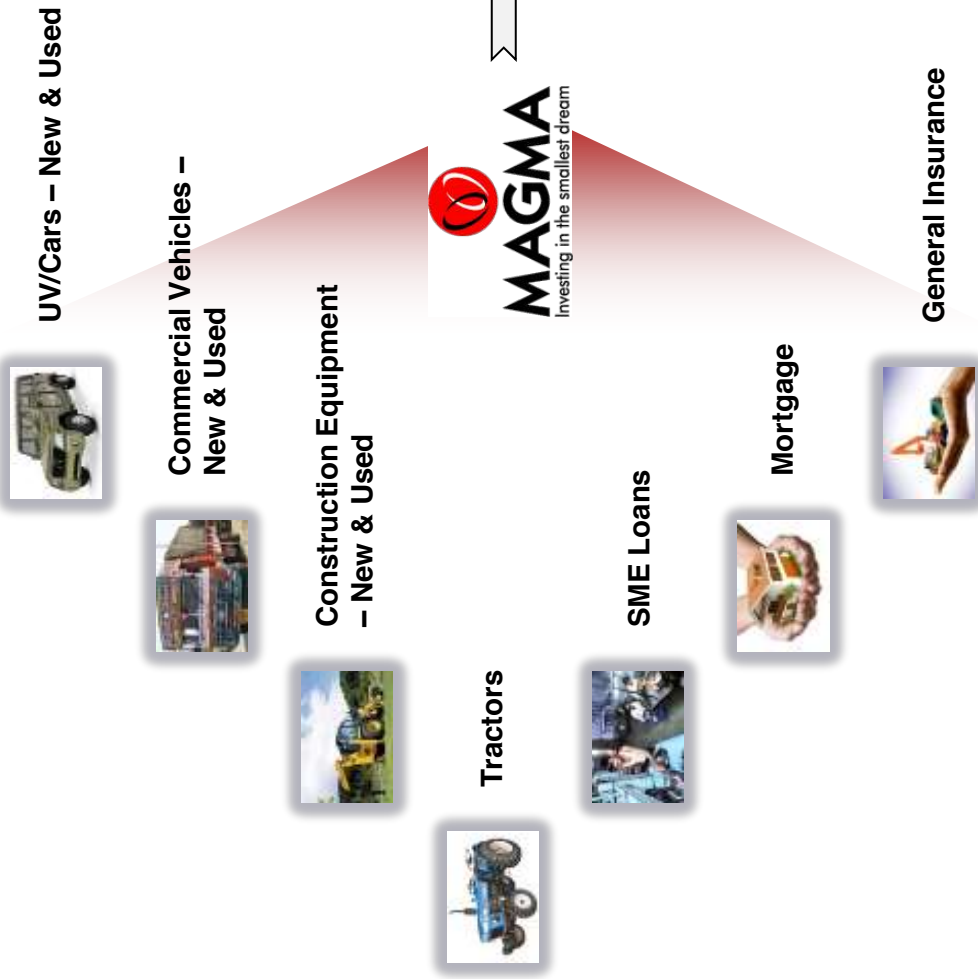 UV/Cars – New & Used
Commercial Vehicles –
New & Used
Construction Equipment
– New & Used
Tractors
SME Loans
Mortgage
General Insurance
MAGMA
Investing in the smallest dream